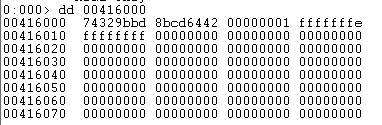 0:000> dd 00416000
00416000  74329bbd 8bcd6442 00000001 fffffffe
00416010  ffffffff 00000000 00000000 00000000
00416020  00000000 00000000 00000000 00000000
00416030  00000000 00000000 00000000 00000000
00416040  00000000 00000000 00000000 00000000
00416050  00000000 00000000 00000000 00000000
00416060  00000000 00000000 00000000 00000000
00416070  00000000 00000000 00000000 00000000